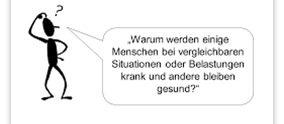 ?
„Warum werden einige
Menschen bei vergleichbaren
Situationen oder Belastungen
krank und andere bleiben
gesund?“